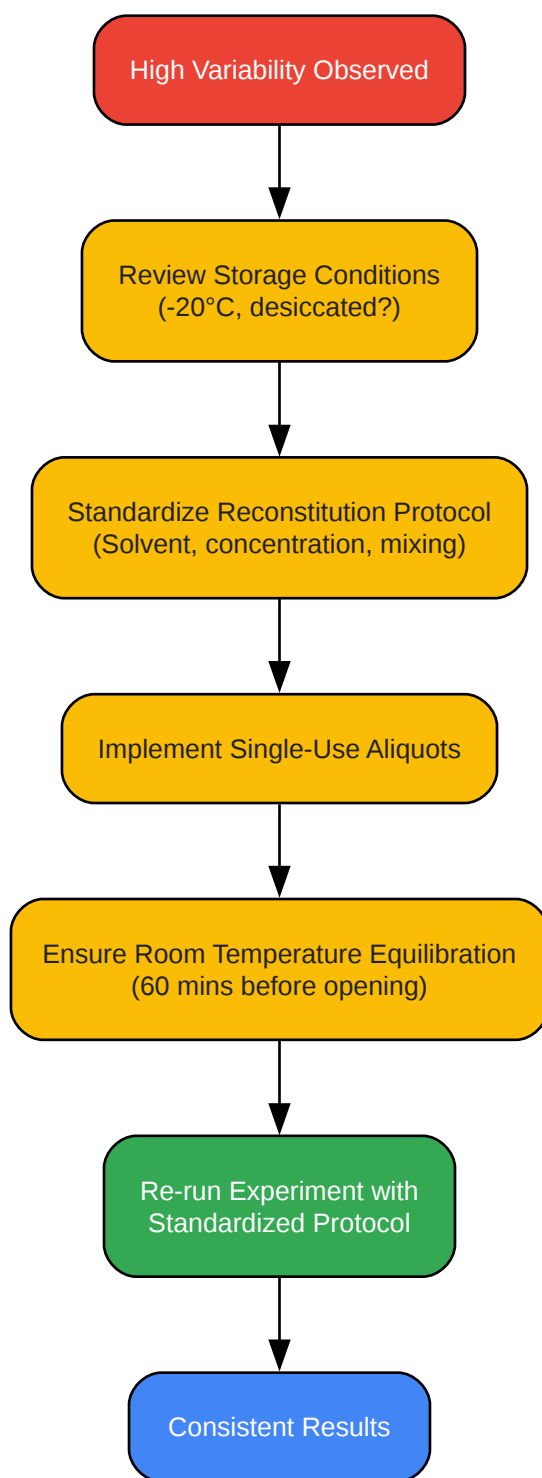 High Variability Observed
Review Storage Conditions
(-20°C, desiccated?)
Standardize Reconstitution Protocol
(Solvent, concentration, mixing)
Implement Single-Use Aliquots
Ensure Room Temperature Equilibration
(60 mins before opening)
Re-run Experiment with
Standardized Protocol
Consistent Results